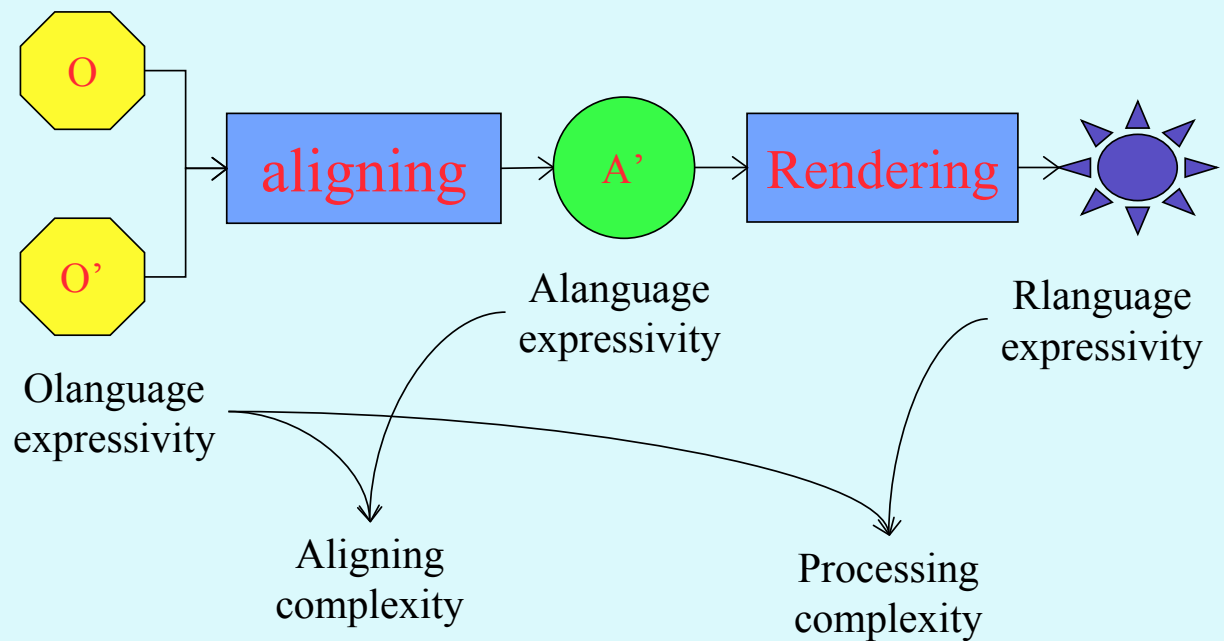 O
aligning
A’
Rendering
O’
Alanguage
expressivity
Rlanguage
expressivity
Olanguage
expressivity
Aligning
complexity
Processing
complexity